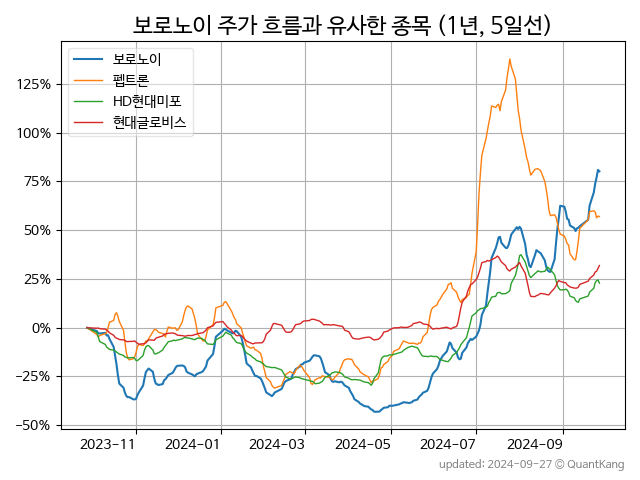 보로노이 주가 흐름과 유사한 종목 (1년, 5일선)
보로노이
펩트론
HD현대미포
현대글로비스
125%
100%
75%
50%
25%
0%
−25%
−50%
2023-11
2024-01
2024-03
2024-05
2024-07
2024-09
updated: 2024-09-27 © QuantKang